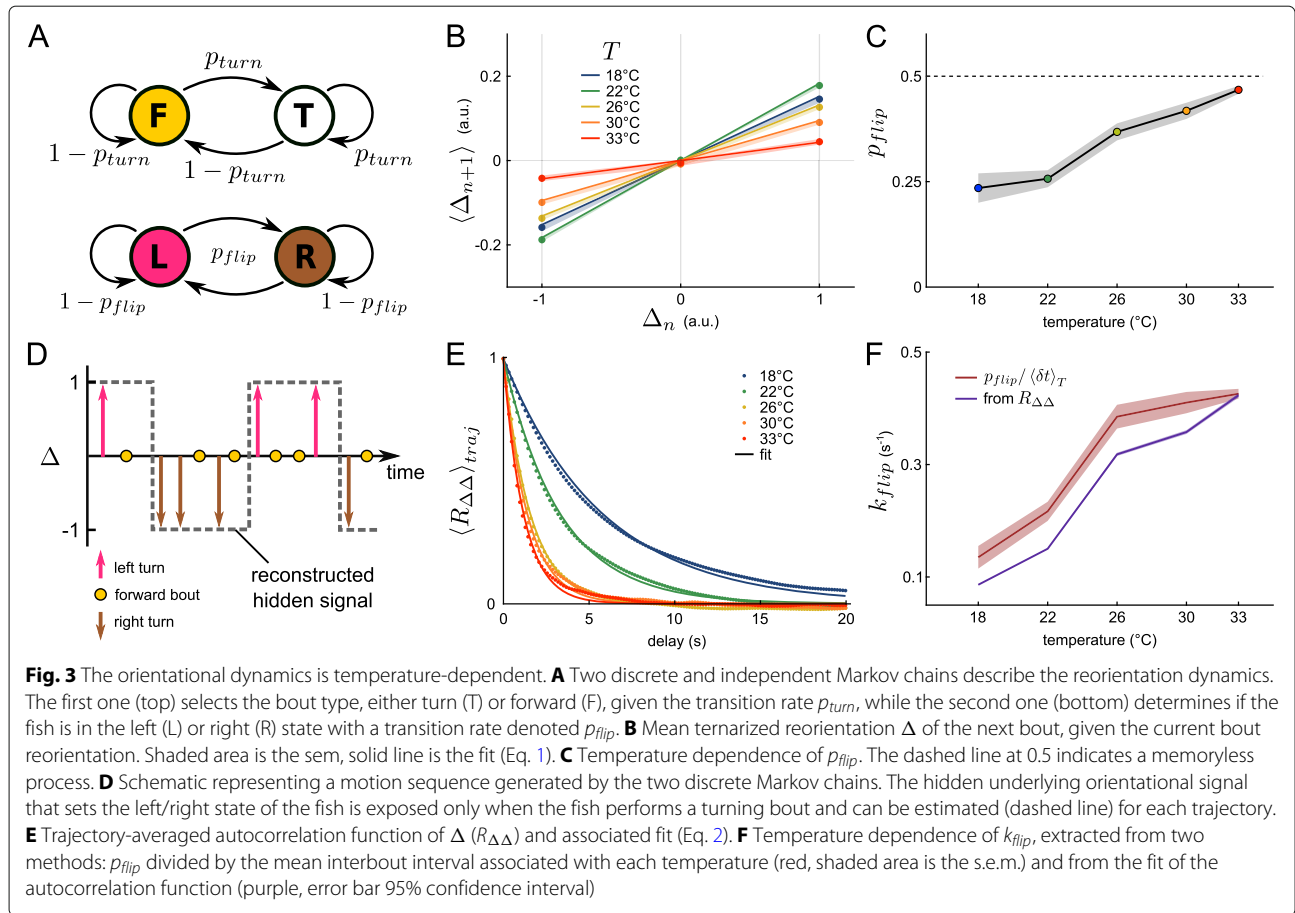 A
p_turn
F
T
1 − p_turn
1 − p_turn
p_turn
L
p_flip
R
1 − p_flip
1 − p_flip
B
T
18°C
22°C
26°C
30°C
33°C
0.2
0
-0.2
⟨Δ_{n+1}⟩ (a.u.)
-1
0
1
Δ_n (a.u.)
C
0.5
0.25
p_flip
18
22
26
30
33
temperature (°C)
D
1
Δ
-1
time
left turn
forward bout
right turn
reconstructed
hidden signal
E
1
0
⟨R_ΔΔ⟩_traj
18°C
22°C
26°C
30°C
33°C
fit
0
5
10
15
20
delay (s)
F
0.5
0.3
0.1
k_flip (s⁻¹)
p_flip / ⟨δt⟩_T
from R_ΔΔ
18
22
26
30
33
temperature (°C)
Fig. 3 The orientational dynamics is temperature-dependent. A Two discrete and independent Markov chains describe the reorientation dynamics.
The first one (top) selects the bout type, either turn (T) or forward (F), given the transition rate p_turn, while the second one (bottom) determines if the
fish is in the left (L) or right (R) state with a transition rate denoted p_flip. B Mean ternarized reorientation Δ of the next bout, given the current bout
reorientation. Shaded area is the sem, solid line is the fit (Eq. 1). C Temperature dependence of p_flip. The dashed line at 0.5 indicates a memoryless
process. D Schematic representing a motion sequence generated by the two discrete Markov chains. The hidden underlying orientational signal
that sets the left/right state of the fish is exposed only when the fish performs a turning bout and can be estimated (dashed line) for each trajectory.
E Trajectory-averaged autocorrelation function of Δ (R_ΔΔ) and associated fit (Eq. 2). F Temperature dependence of k_flip, extracted from two
methods: p_flip divided by the mean interbout interval associated with each temperature (red, shaded area is the s.e.m.) and from the fit of the
autocorrelation function (purple, error bar 95% confidence interval)